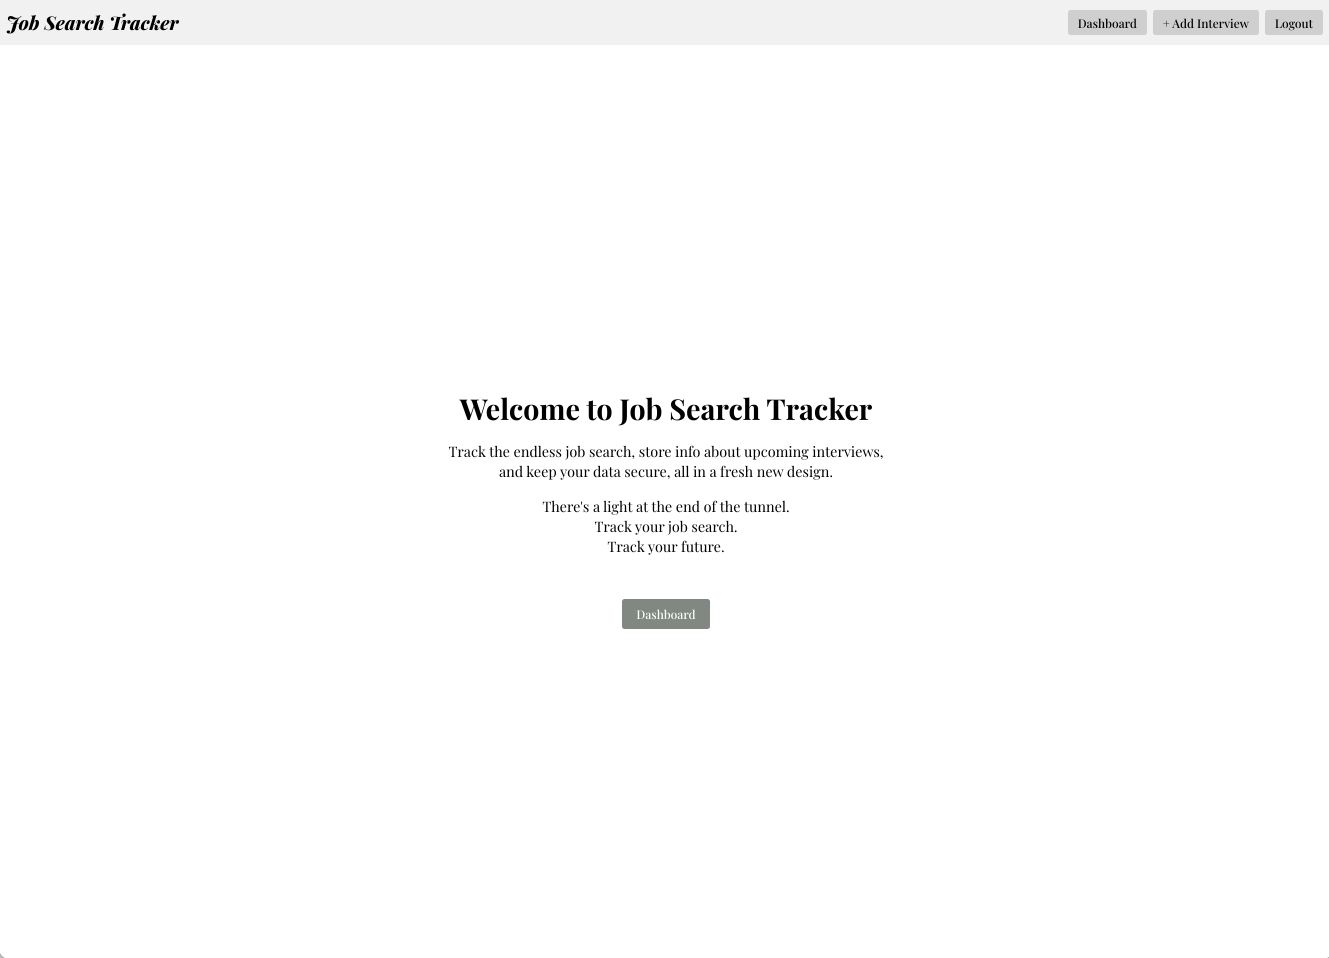 Job Search Tracker
Dashboard
+ Add Interview
Logout
Welcome to Job Search Tracker
Track the endless job search, store info about upcoming interviews,
and keep your data secure, all in a fresh new design.
There's a light at the end of the tunnel.
Track your job search.
Track your future.
Dashboard